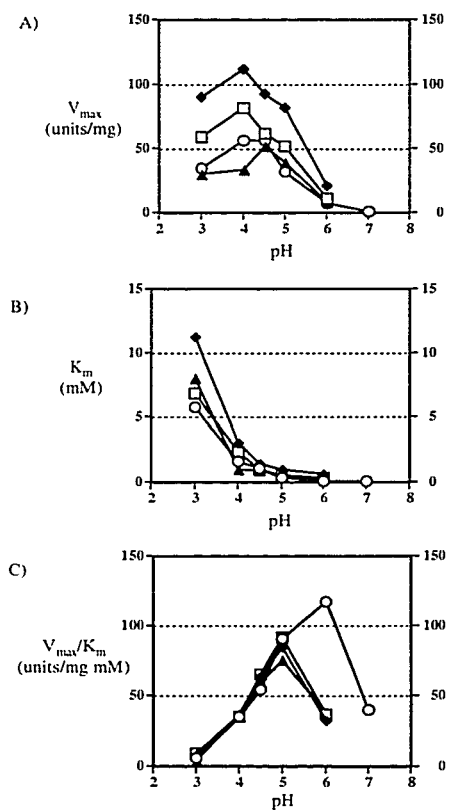 A)
150 150
100 100
V_max
(units/mg)
50 50
0 0
2 3 4 5 6 7 8
pH
B)
15 15
10 10
K_m
(mM)
5 5
0 0
2 3 4 5 6 7 8
pH
C)
150 150
100 100
V_max/K_m
(units/mg mM)
50 50
0 0
2 3 4 5 6 7 8
pH